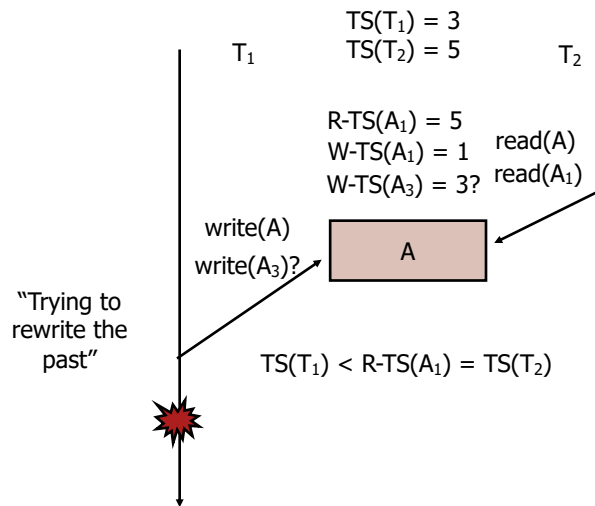 TS(T₁) = 3
TS(T₂) = 5
T₁
T₂
R-TS(A₁) = 5
W-TS(A₁) = 1
W-TS(A₃) = 3?
read(A)
read(A₁)
write(A)
write(A₃)?
A
“Trying to
rewrite the
past”
TS(T₁) < R-TS(A₁) = TS(T₂)